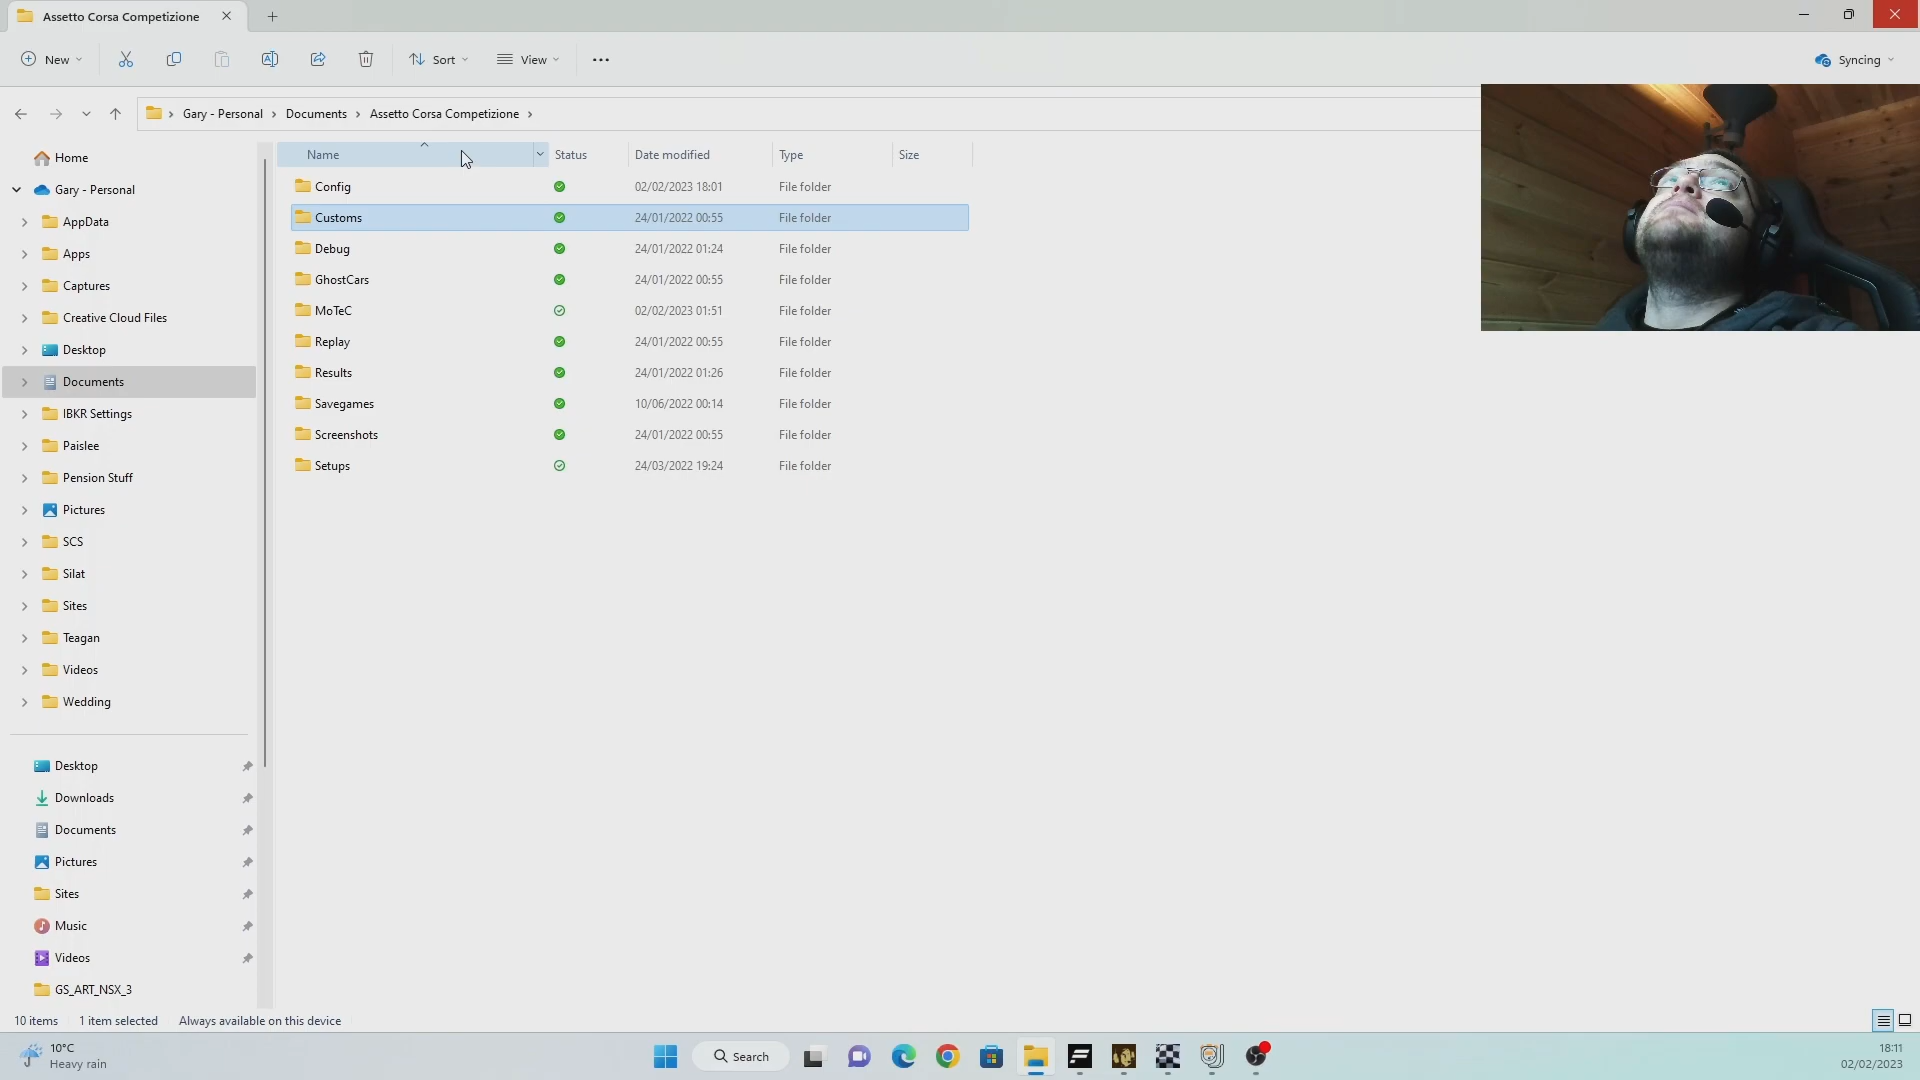 Assetto Corsa Competizione
New
Sort
View
Syncing
Gary - Personal
Documents
Assetto Corsa Competizione
Home
Gary - Personal
AppData
Apps
Captures
Creative Cloud Files
Desktop
Documents
IBKR Settings
Paislee
Pension Stuff
Pictures
SCS
Silat
Sites
Teagan
Videos
Wedding
Desktop
Downloads
Documents
Pictures
Sites
Music
Videos
GS_ART_NSX_3
Name Status Date modified Type Size
Config 02/02/2023 18:01 File folder
Customs 24/01/2022 00:55 File folder
Debug 24/01/2022 01:24 File folder
GhostCars 24/01/2022 00:55 File folder
MoTeC 02/02/2023 01:51 File folder
Replay 24/01/2022 00:55 File folder
Results 24/01/2022 01:26 File folder
Savegames 10/06/2022 00:14 File folder
Screenshots 24/01/2022 00:55 File folder
Setups 24/03/2022 19:24 File folder
10 items 1 item selected Always available on this device
10°C
Heavy rain
Search
18:11
02/02/2023